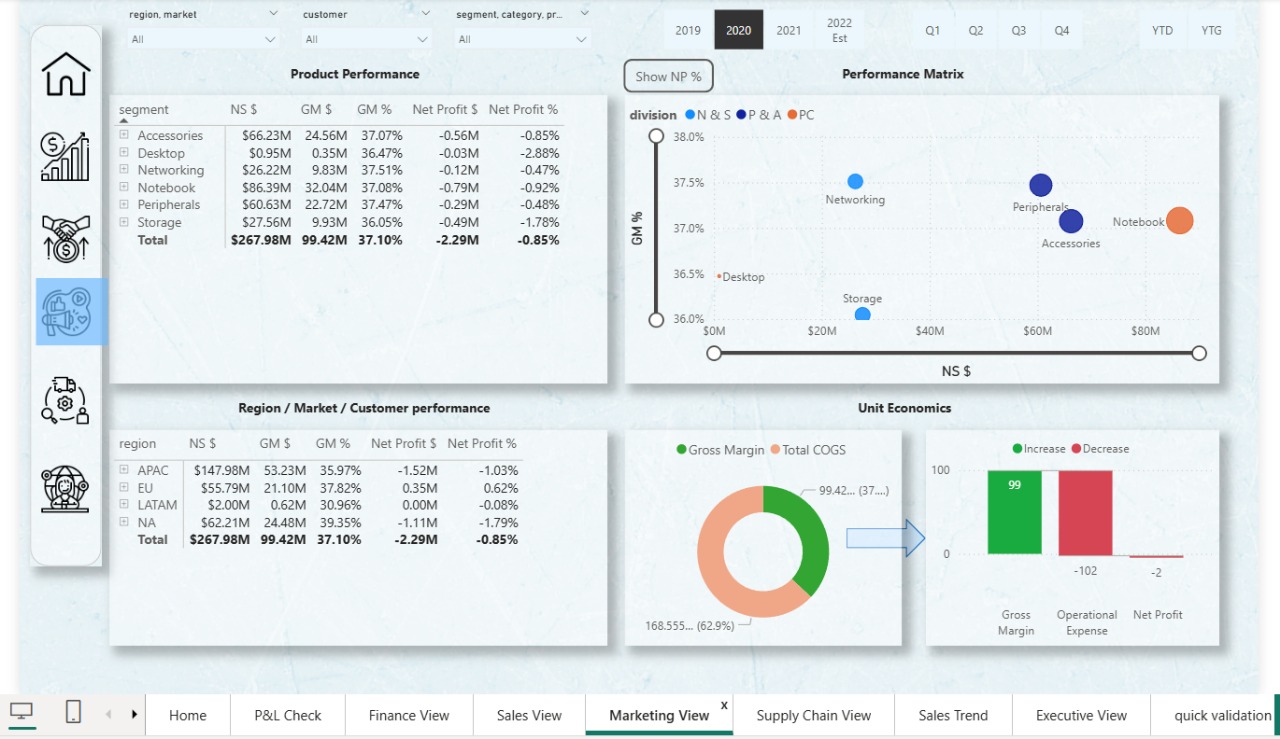 region, market customer segment, category, pr...
All All All
2019 2020 2021 2022 Est Q1 Q2 Q3 Q4 YTD YTG
Product Performance
segment NS $ GM $ GM % Net Profit $ Net Profit %
Accessories $66.23M 24.56M 37.07% -0.56M -0.85%
Desktop $0.95M 0.35M 36.47% -0.03M -2.88%
Networking $26.22M 9.83M 37.51% -0.12M -0.47%
Notebook $86.39M 32.04M 37.08% -0.79M -0.92%
Peripherals $60.63M 22.72M 37.47% -0.29M -0.48%
Storage $27.56M 9.93M 36.05% -0.49M -1.78%
Total $267.98M 99.42M 37.10% -2.29M -0.85%
Show NP %
Performance Matrix
division N & S P & A PC
38.0%
37.5%
37.0%
36.5%
36.0%
GM %
Networking
Peripherals
Accessories
Notebook
Desktop
Storage
$0M $20M $40M $60M $80M
NS $
Region / Market / Customer performance
region NS $ GM $ GM % Net Profit $ Net Profit %
APAC $147.98M 53.23M 35.97% -1.52M -1.03%
EU $55.79M 21.10M 37.82% 0.35M 0.62%
LATAM $2.00M 0.62M 30.96% 0.00M -0.08%
NA $62.21M 24.48M 39.35% -1.11M -1.79%
Total $267.98M 99.42M 37.10% -2.29M -0.85%
Unit Economics
Gross Margin Total COGS
99.42... (37....)
168.555... (62.9%)
Increase Decrease
100
0
99
-102
-2
Gross Margin
Operational Expense
Net Profit
Home P&L Check Finance View Sales View Marketing View x Supply Chain View Sales Trend Executive View quick validation